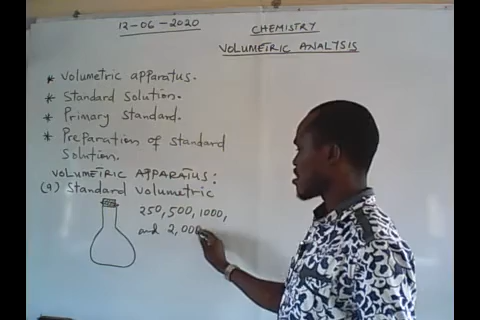 12-06-2020
CHEMISTRY
VOLUMETRIC ANALYSIS
* Volumetric apparatus.
* Standard Solution.
* Primary Standard.
* Preparation of Standard
Solution.
VOLUMETRIC APPARATUS:
(a) Standard Volumetric
250, 500, 1000,
and 2,000